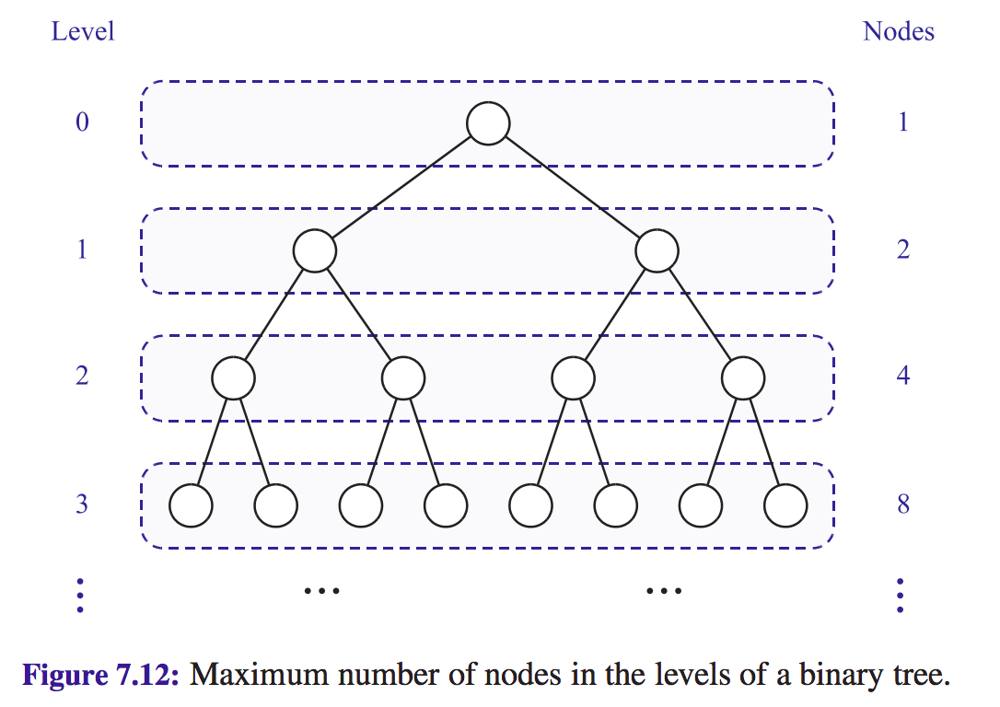 Level Nodes
0 1
1 2
2 4
3 8
⋮ ... ... ⋮
Figure 7.12: Maximum number of nodes in the levels of a binary tree.